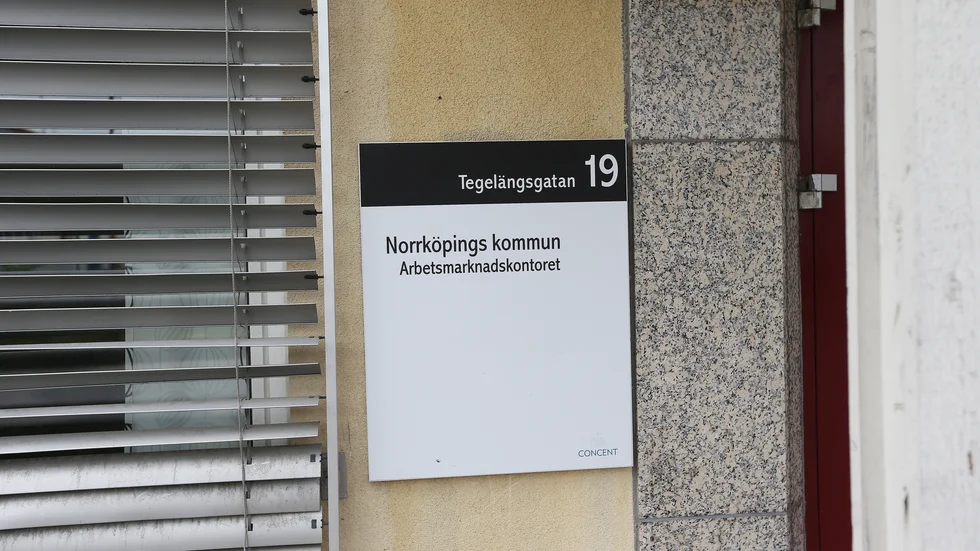 Tegelängsgatan 19
Norrköpings kommun
Arbetsmarknadskontoret
CONCENT